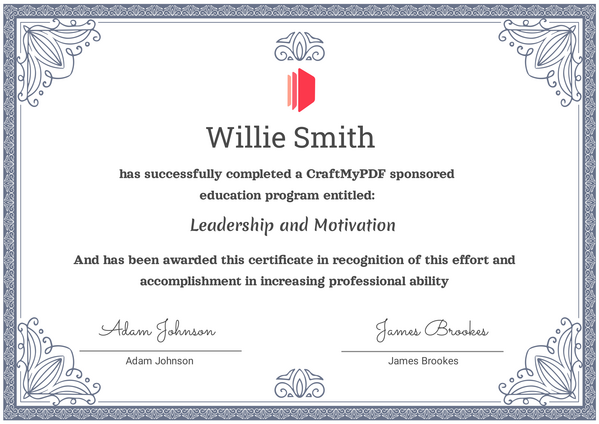 Willie Smith
has successfully completed a CraftMyPDF sponsored
education program entitled:
Leadership and Motivation
And has been awarded this certificate in recognition of this effort and
accomplishment in increasing professional ability
Adam Johnson James Brookes
Adam Johnson James Brookes